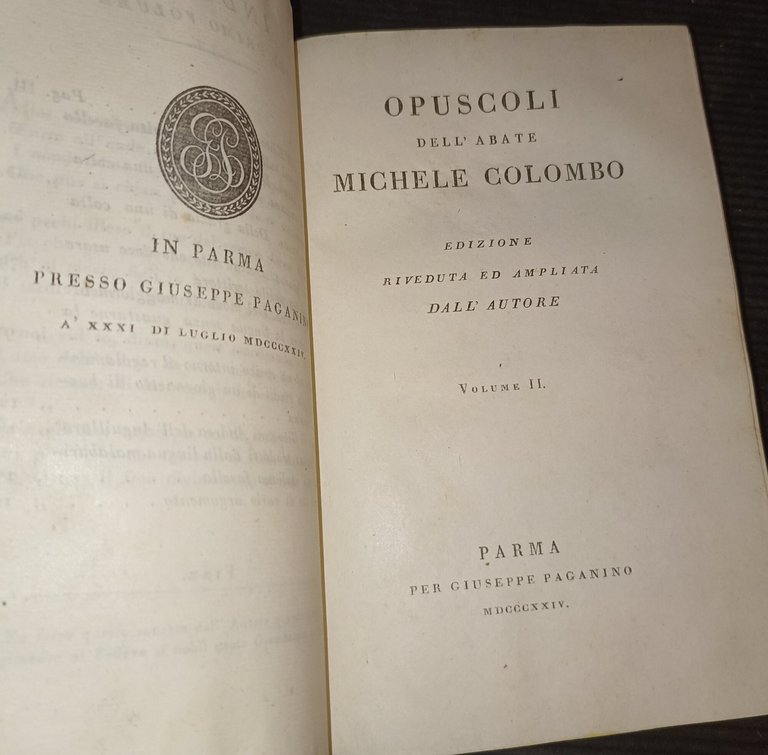 IN PARMA
PRESSO GIUSEPPE PAGANINO
A' XXXI DI LUGLIO MDCCCXXIV.
OPUSCOLI
DELL' ABATE
MICHELE COLOMBO
EDIZIONE
RIVEDUTA ED AMPLIATA
DALL' AUTORE
VOLUME II.
PARMA
PER GIUSEPPE PAGANINO
MDCCCXXIV.